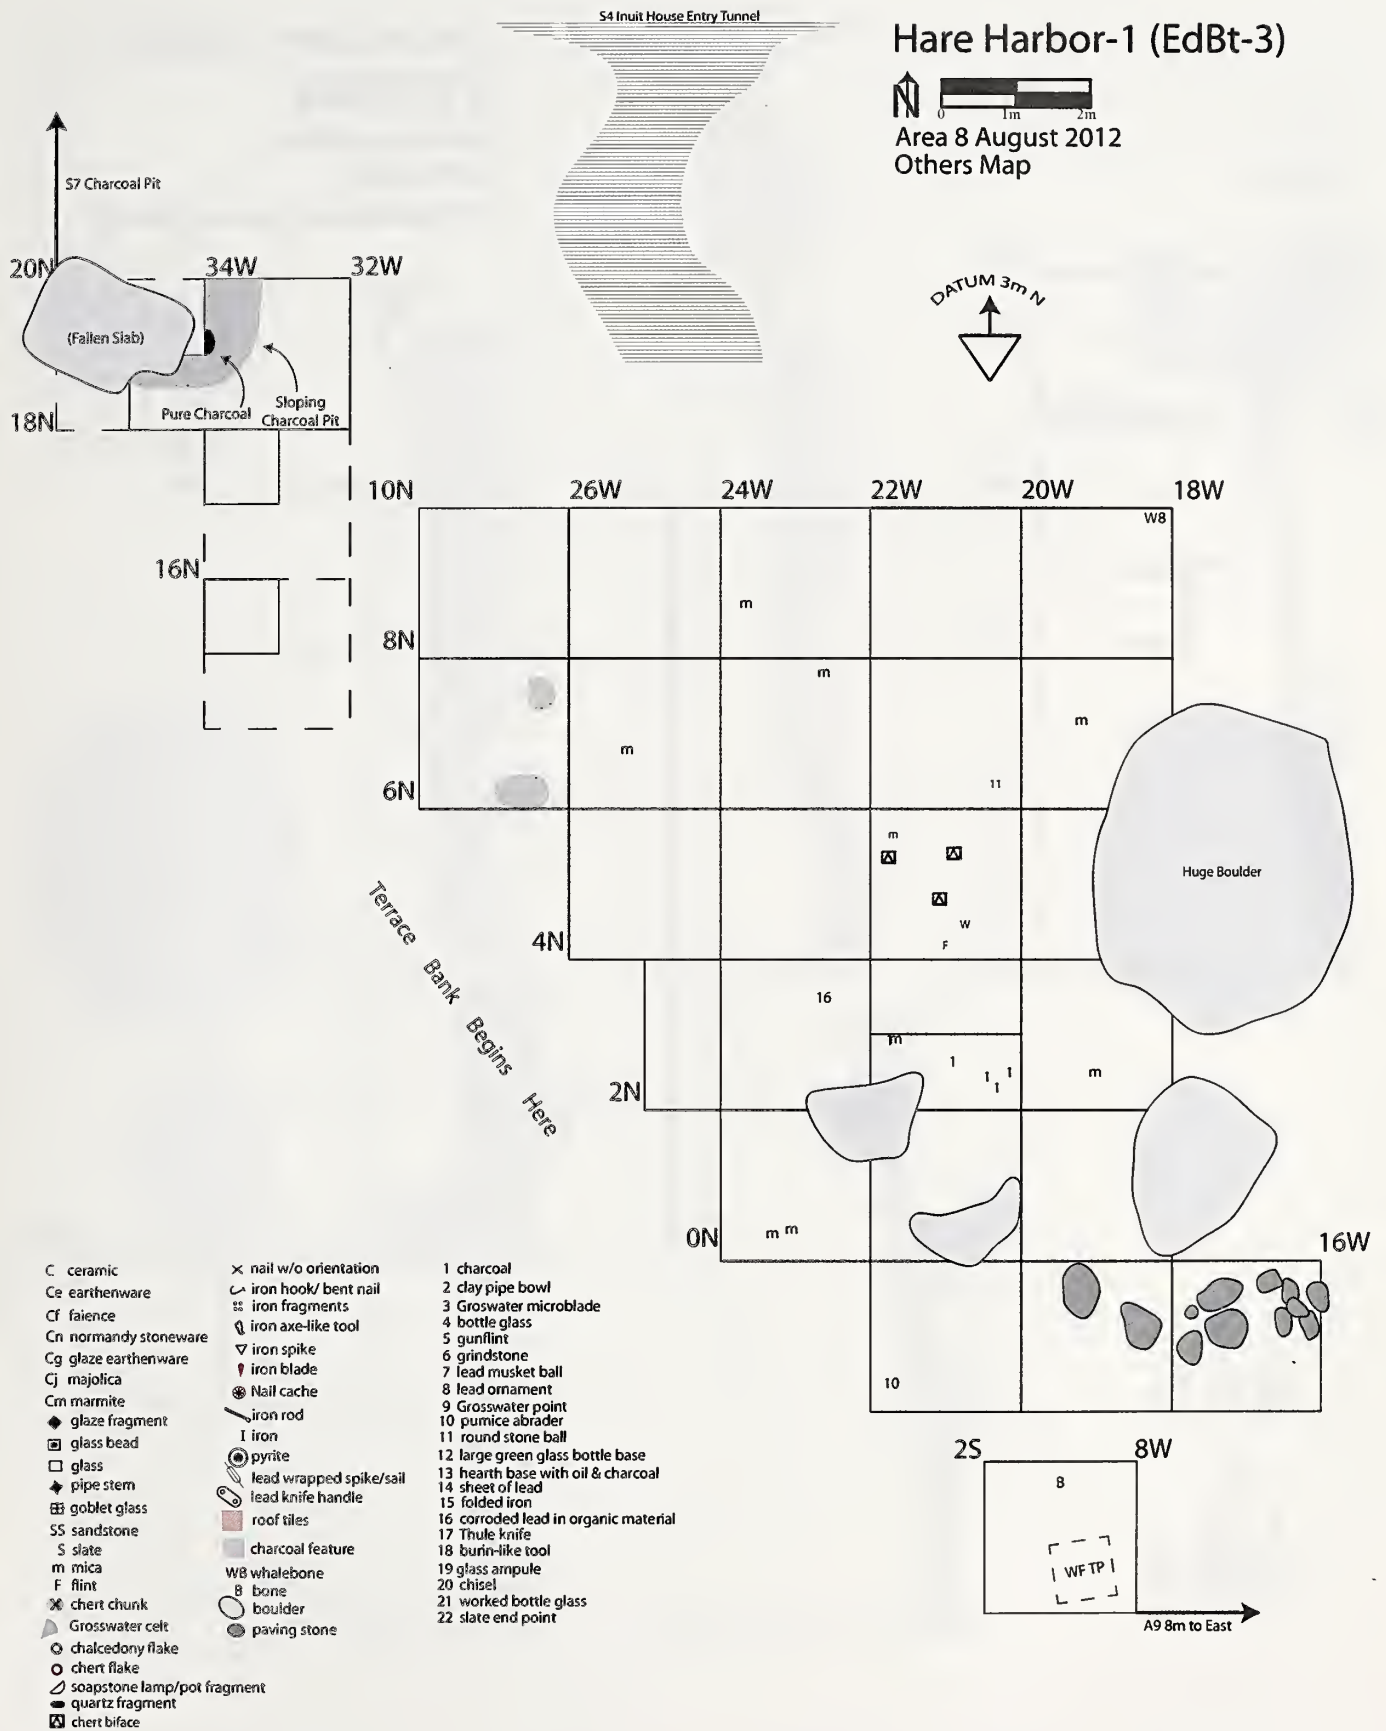 S4 Inuit House Entry Tunnel
Hare Harbor-1 (EdBt-3)
N
0 1m 2m
Area 8 August 2012
Others Map
S7 Charcoal Pit
DATUM 3m N
20N 34W 32W
(Fallen Slab)
Pure Charcoal
Sloping
Charcoal Pit
18N
16N
10N 26W 24W 22W 20W 18W
W8
m
8N
m
m
m
11
6N
m
Huge Boulder
W
F
4N
Terrace Bank Begins Here
16
m
1
1
1
1
m
2N
m m
0N
16W
10
2S 8W
B
WF TP
A9 8m to East
C ceramic
Ce earthenware
Cf faience
Cn normandy stoneware
Cg glaze earthenware
Cj majolica
Cm marmite
glaze fragment
glass bead
glass
pipe stem
goblet glass
SS sandstone
S slate
m mica
F flint
chert chunk
Grosswater celt
chalcedony flake
chert flake
soapstone lamp/pot fragment
quartz fragment
chert biface
nail w/o orientation
iron hook/ bent nail
iron fragments
iron axe-like tool
iron spike
iron blade
Nail cache
iron rod
I iron
pyrite
lead wrapped spike/sail
lead knife handle
roof tiles
charcoal feature
W8 whalebone
B bone
boulder
paving stone
1 charcoal
2 clay pipe bowl
3 Groswater microblade
4 bottle glass
5 gunflint
6 grindstone
7 lead musket ball
8 lead ornament
9 Grosswater point
10 pumice abrader
11 round stone ball
12 large green glass bottle base
13 hearth base with oil & charcoal
14 sheet of lead
15 folded iron
16 corroded lead in organic material
17 Thule knife
18 burin-like tool
19 glass ampule
20 chisel
21 worked bottle glass
22 slate end point